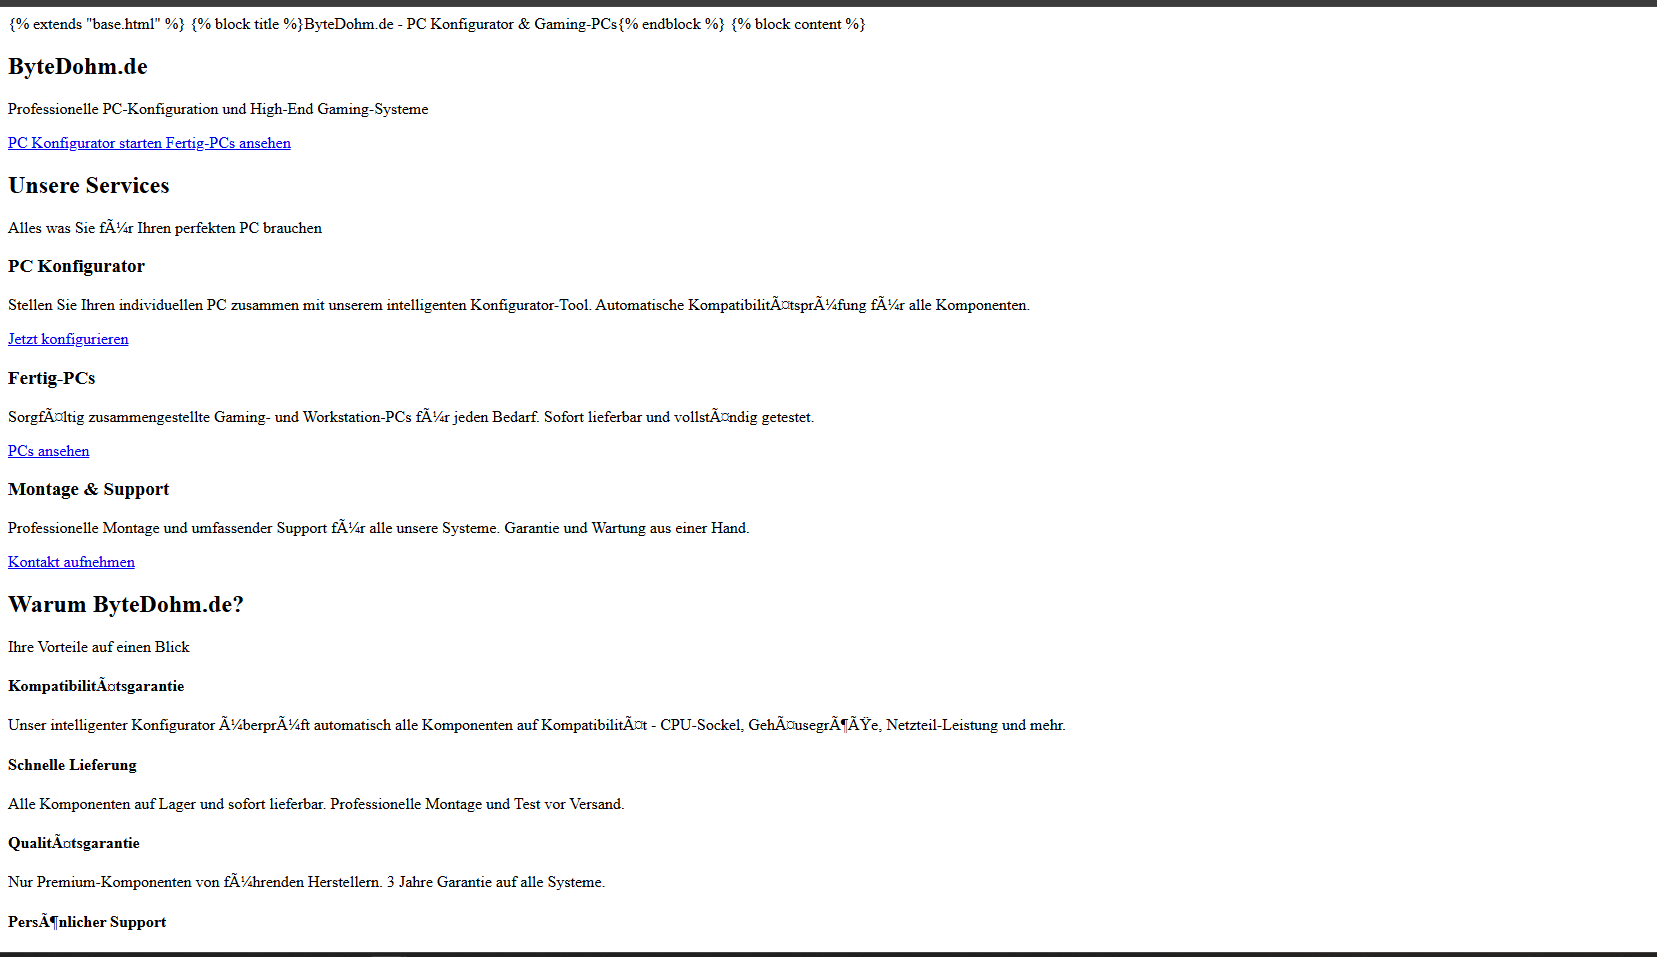 {% extends "base.html" %} {% block title %}ByteDohm.de - PC Konfigurator & Gaming-PCs{% endblock %} {% block content %}
ByteDohm.de
Professionelle PC-Konfiguration und High-End Gaming-Systeme
PC Konfigurator starten Fertig-PCs ansehen
Unsere Services
Alles was Sie fÃ¼r Ihren perfekten PC brauchen
PC Konfigurator
Stellen Sie Ihren individuellen PC zusammen mit unserem intelligenten Konfigurator-Tool. Automatische KompatibilitÃ¤tsprÃ¼fung fÃ¼r alle Komponenten.
Jetzt konfigurieren
Fertig-PCs
SorgfÃ¤ltig zusammengestellte Gaming- und Workstation-PCs fÃ¼r jeden Bedarf. Sofort lieferbar und vollstÃ¤ndig getestet.
PCs ansehen
Montage & Support
Professionelle Montage und umfassender Support fÃ¼r alle unsere Systeme. Garantie und Wartung aus einer Hand.
Kontakt aufnehmen
Warum ByteDohm.de?
Ihre Vorteile auf einen Blick
KompatibilitÃ¤tsgarantie
Unser intelligenter Konfigurator Ã¼berprÃ¼ft automatisch alle Komponenten auf KompatibilitÃ¤t - CPU-Sockel, GehÃ¤usegrÃ¶ÃŸe, Netzteil-Leistung und mehr.
Schnelle Lieferung
Alle Komponenten auf Lager und sofort lieferbar. Professionelle Montage und Test vor Versand.
QualitÃ¤tsgarantie
Nur Premium-Komponenten von fÃ¼hrenden Herstellern. 3 Jahre Garantie auf alle Systeme.
PersÃ¶nlicher Support